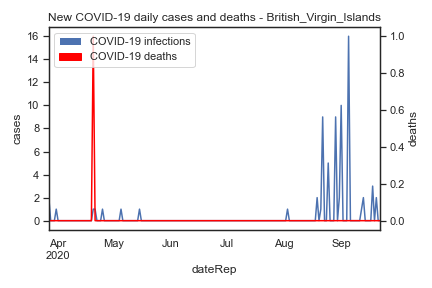 New COVID-19 daily cases and deaths - British_Virgin_Islands
COVID-19 infections
COVID-19 deaths
16
14
12
10
8
6
4
2
0
cases
1.0
0.8
0.6
0.4
0.2
0.0
deaths
Apr May Jun Jul Aug Sep
2020
dateRep